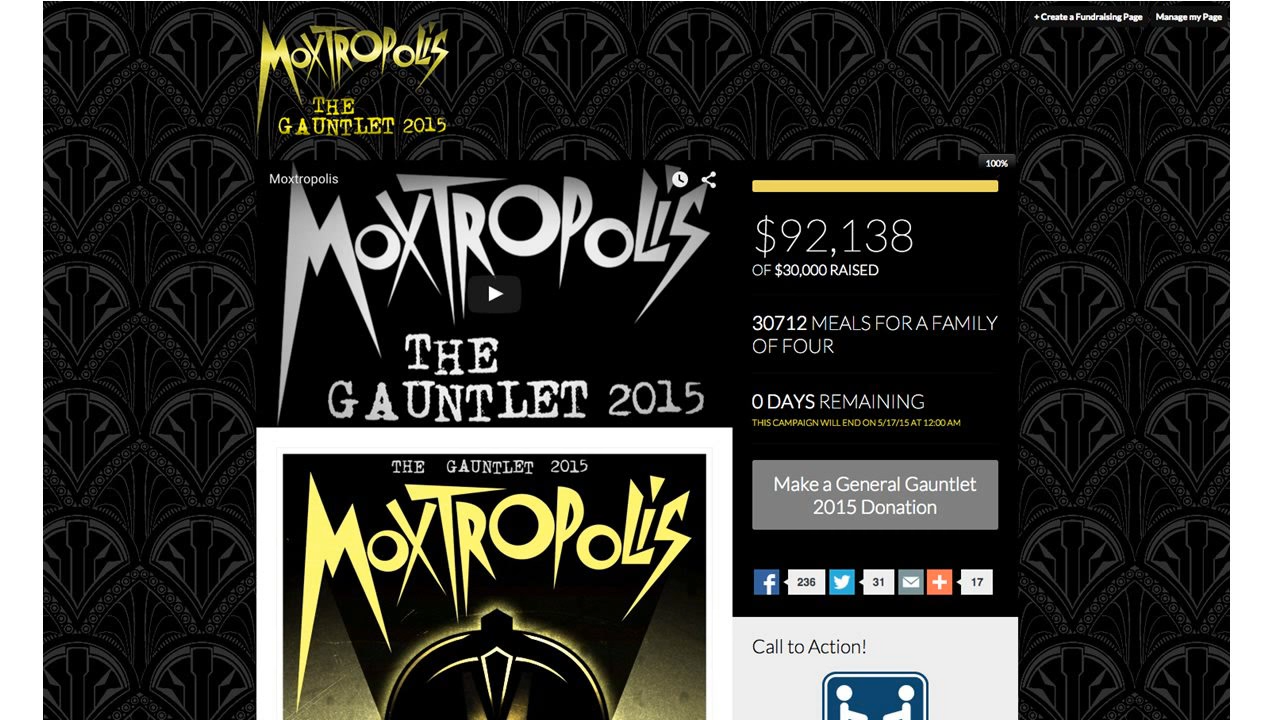 + Create a Fundraising Page Manage my Page
MOXTROPOLIS
THE
GAUNTLET 2015
Moxtropolis
MOXTROPOLIS
THE
GAUNTLET 2015
100%
$92,138
OF $30,000 RAISED
30712 MEALS FOR A FAMILY
OF FOUR
0 DAYS REMAINING
THIS CAMPAIGN WILL END ON 5/17/15 AT 12:00 AM
Make a General Gauntlet
2015 Donation
236 31 17
Call to Action!
THE GAUNTLET 2015
MOXTROPOLIS